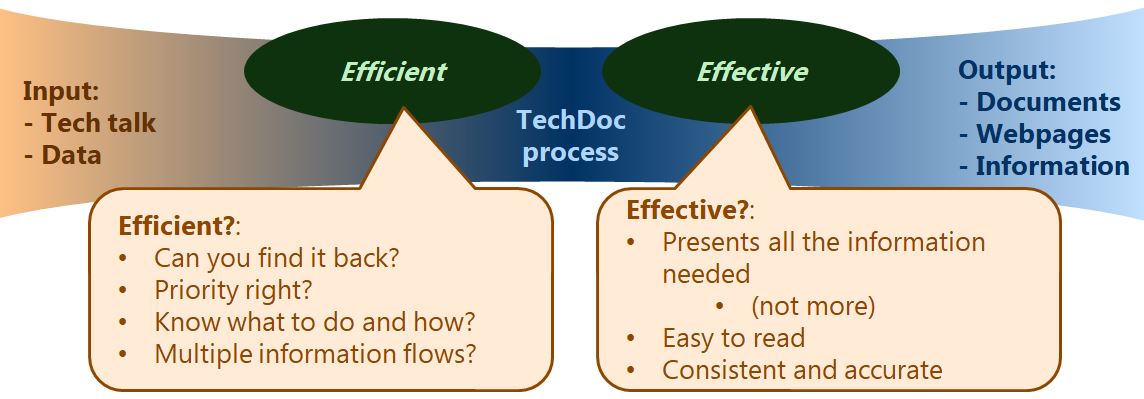 Input:
- Tech talk
- Data
Efficient
TechDoc
process
Effective
Output:
- Documents
- Webpages
- Information
Efficient?:
• Can you find it back?
• Priority right?
• Know what to do and how?
• Multiple information flows?
Effective?:
• Presents all the information
needed
• (not more)
• Easy to read
• Consistent and accurate